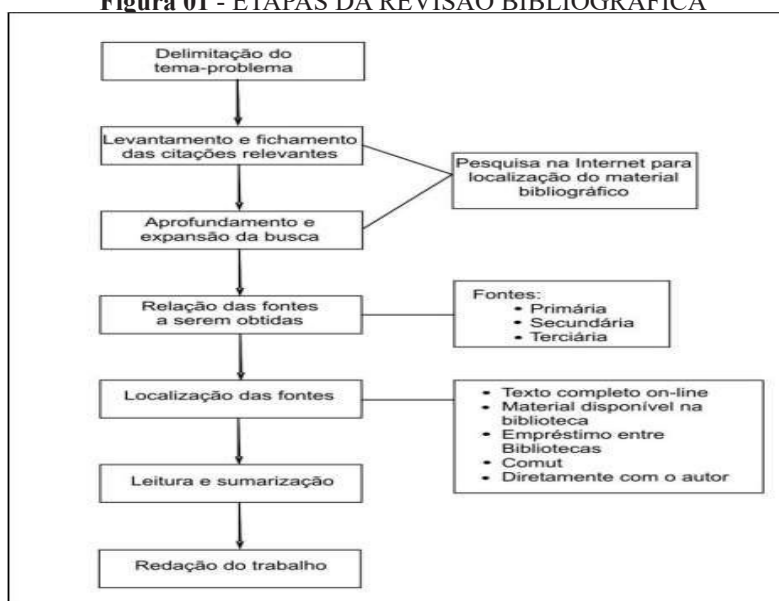 Figura 01 - ETAPAS DA REVISÃO BIBLIOGRÁFICA
Delimitação do
tema-problema
Levantamento e fichamento
das citações relevantes
Pesquisa na Internet para
localização do material
bibliográfico
Aprofundamento e
expansão da busca
Relação das fontes
a serem obtidas
Fontes:
• Primária
• Secundária
• Terciária
Localização das fontes
• Texto completo on-line
• Material disponível na
biblioteca
• Empréstimo entre
Bibliotecas
• Comut
• Diretamente com o autor
Leitura e sumarização
Redação do trabalho